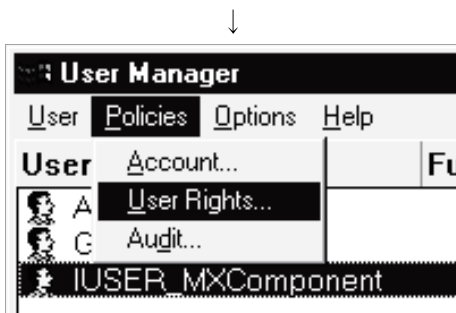 ↓
User Manager
User Policies Options Help
User Fu
Account...
A
User Rights...
G
Audit...
IUSER_MXComponent